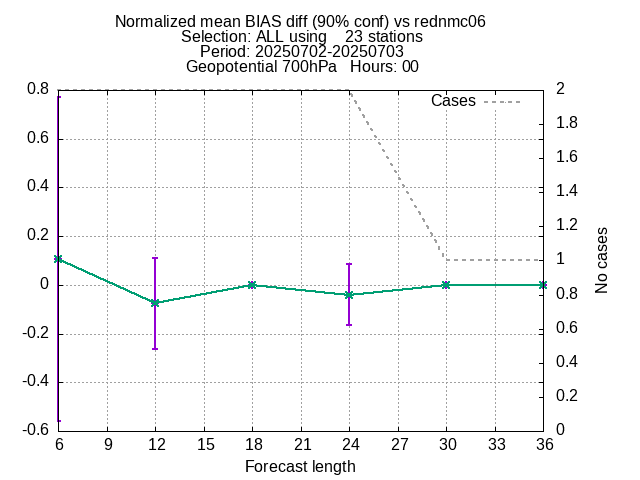 Normalized mean BIAS diff (90% conf) vs rednmc06
Selection: ALL using    23 stations
Period: 20250702-20250703
Geopotential 700hPa   Hours: 00
Cases
0.8
0.6
0.4
0.2
0
-0.2
-0.4
-0.6
2
1.8
1.6
1.4
1.2
1
0.8
0.6
0.4
0.2
0
No cases
6 9 12 15 18 21 24 27 30 33 36
Forecast length